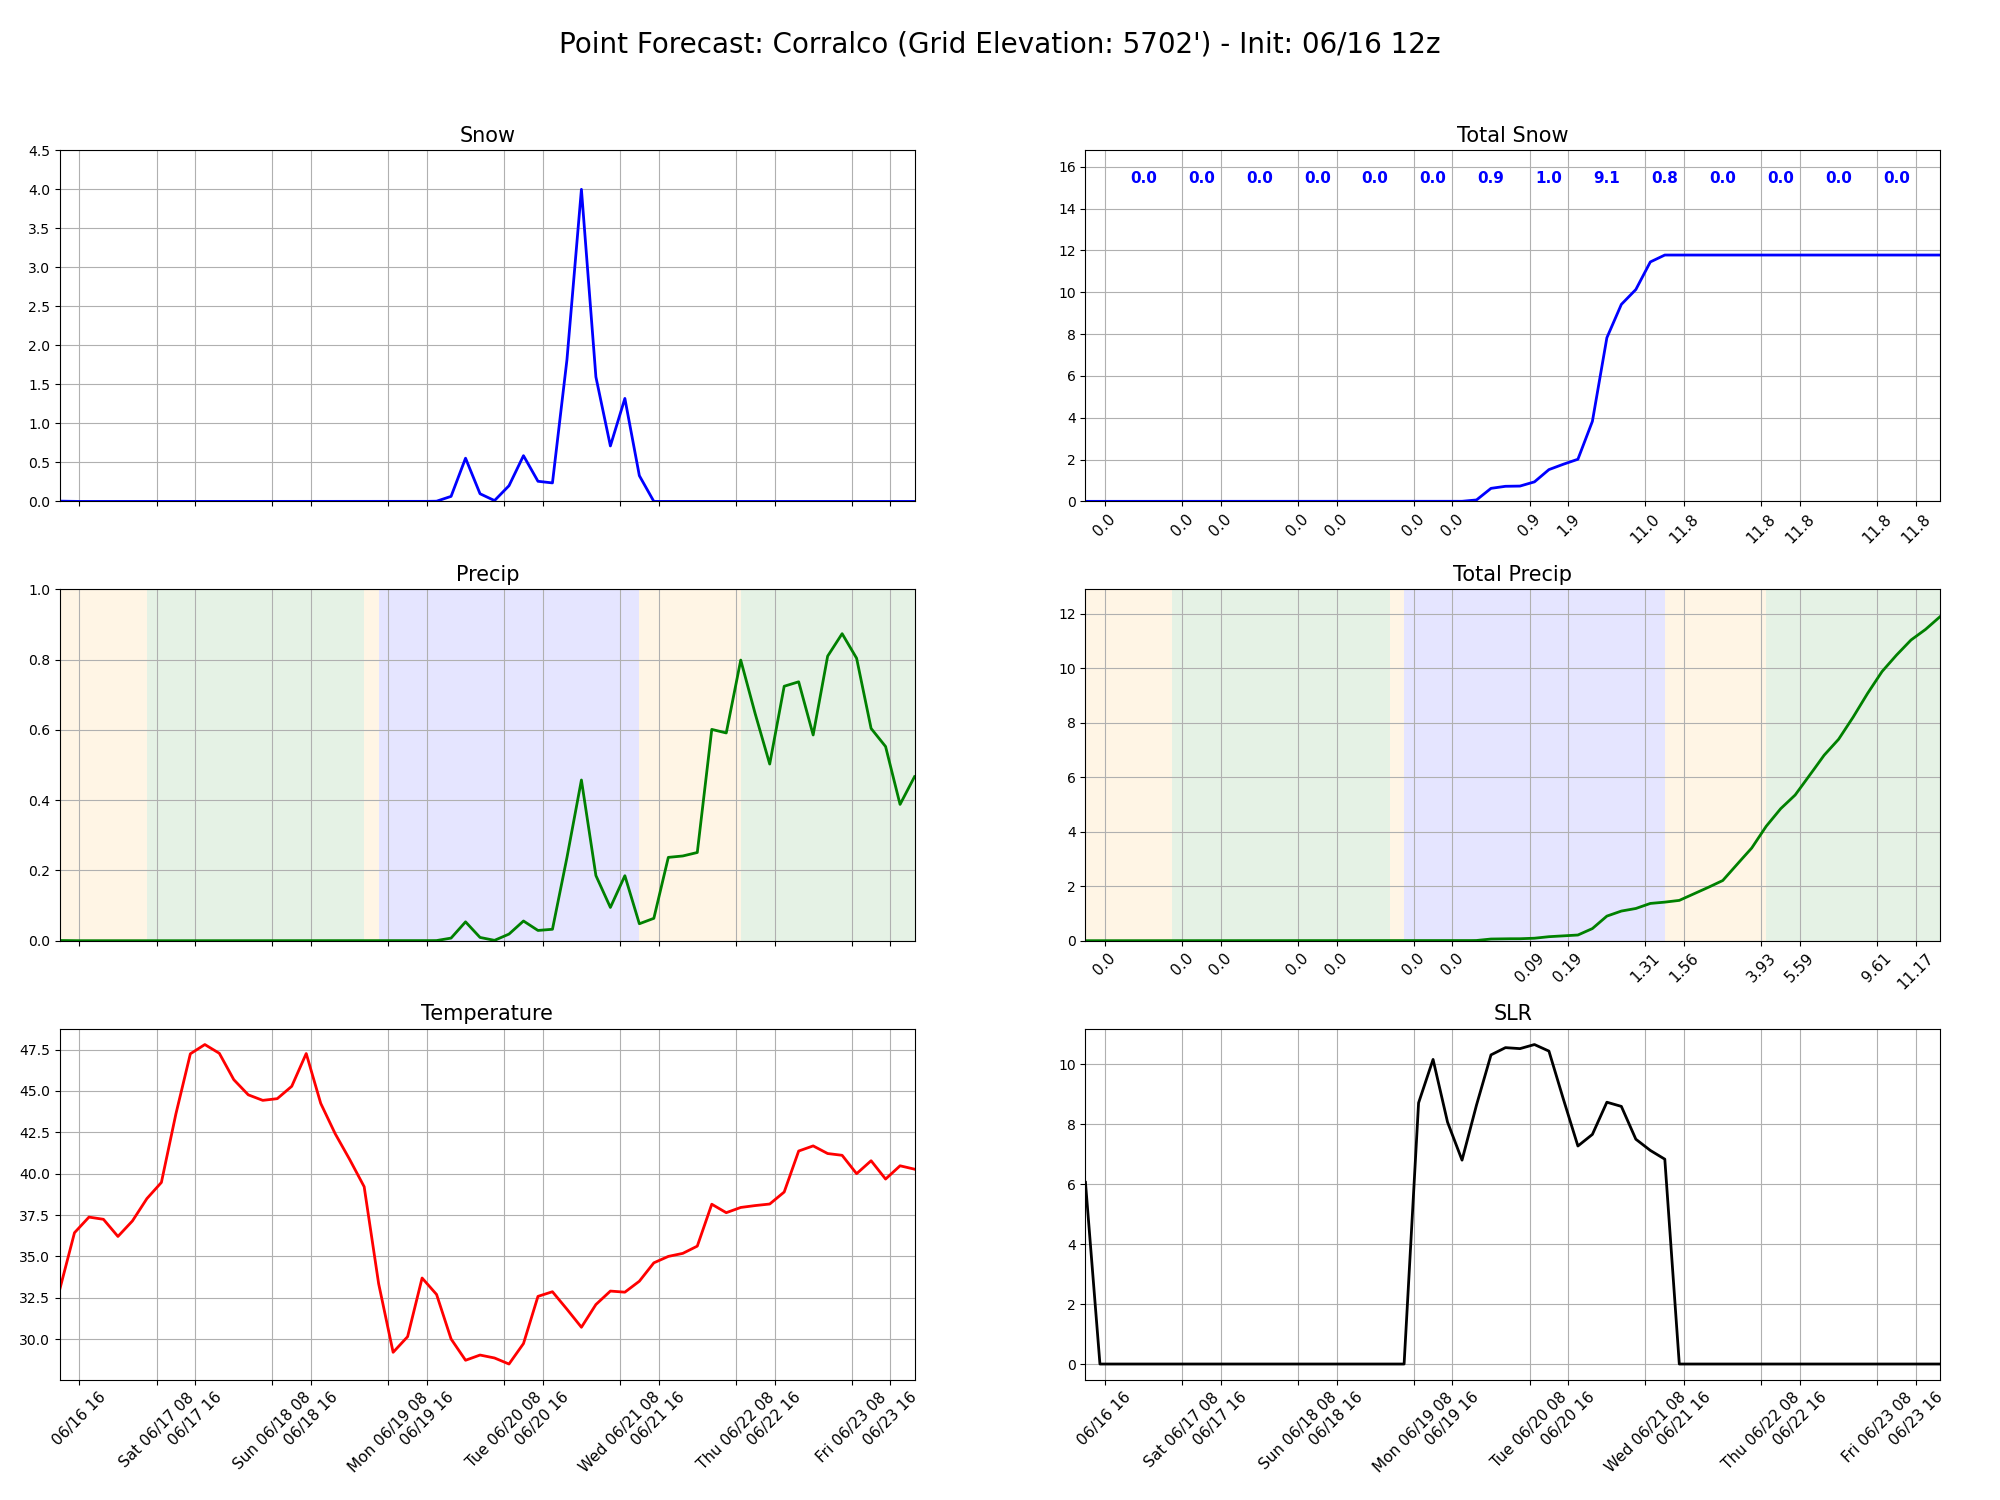 Point Forecast: Corralco (Grid Elevation: 5702') - Init: 06/16 12z
Snow
4.5
4.0
3.5
3.0
2.5
2.0
1.5
1.0
0.5
0.0
Total Snow
16
14
12
10
8
6
4
2
0
0.0 0.0 0.0 0.0 0.0 0.0 0.9 1.0 9.1 0.8 0.0 0.0 0.0 0.0
0.0 0.0 0.0 0.0 0.0 0.0 0.0 0.9 1.9 11.0 11.8 11.8 11.8 11.8 11.8
Precip
1.0
0.8
0.6
0.4
0.2
0.0
Total Precip
12
10
8
6
4
2
0
0.0 0.0 0.0 0.0 0.0 0.0 0.0 0.09 0.19 1.31 1.56 3.93 5.59 9.61 11.17
Temperature
47.5
45.0
42.5
40.0
37.5
35.0
32.5
30.0
06/16 16
Sat 06/17 08
06/17 16
Sun 06/18 08
06/18 16
Mon 06/19 08
06/19 16
Tue 06/20 08
06/20 16
Wed 06/21 08
06/21 16
Thu 06/22 08
06/22 16
Fri 06/23 08
06/23 16
SLR
10
8
6
4
2
0
06/16 16
Sat 06/17 08
06/17 16
Sun 06/18 08
06/18 16
Mon 06/19 08
06/19 16
Tue 06/20 08
06/20 16
Wed 06/21 08
06/21 16
Thu 06/22 08
06/22 16
Fri 06/23 08
06/23 16